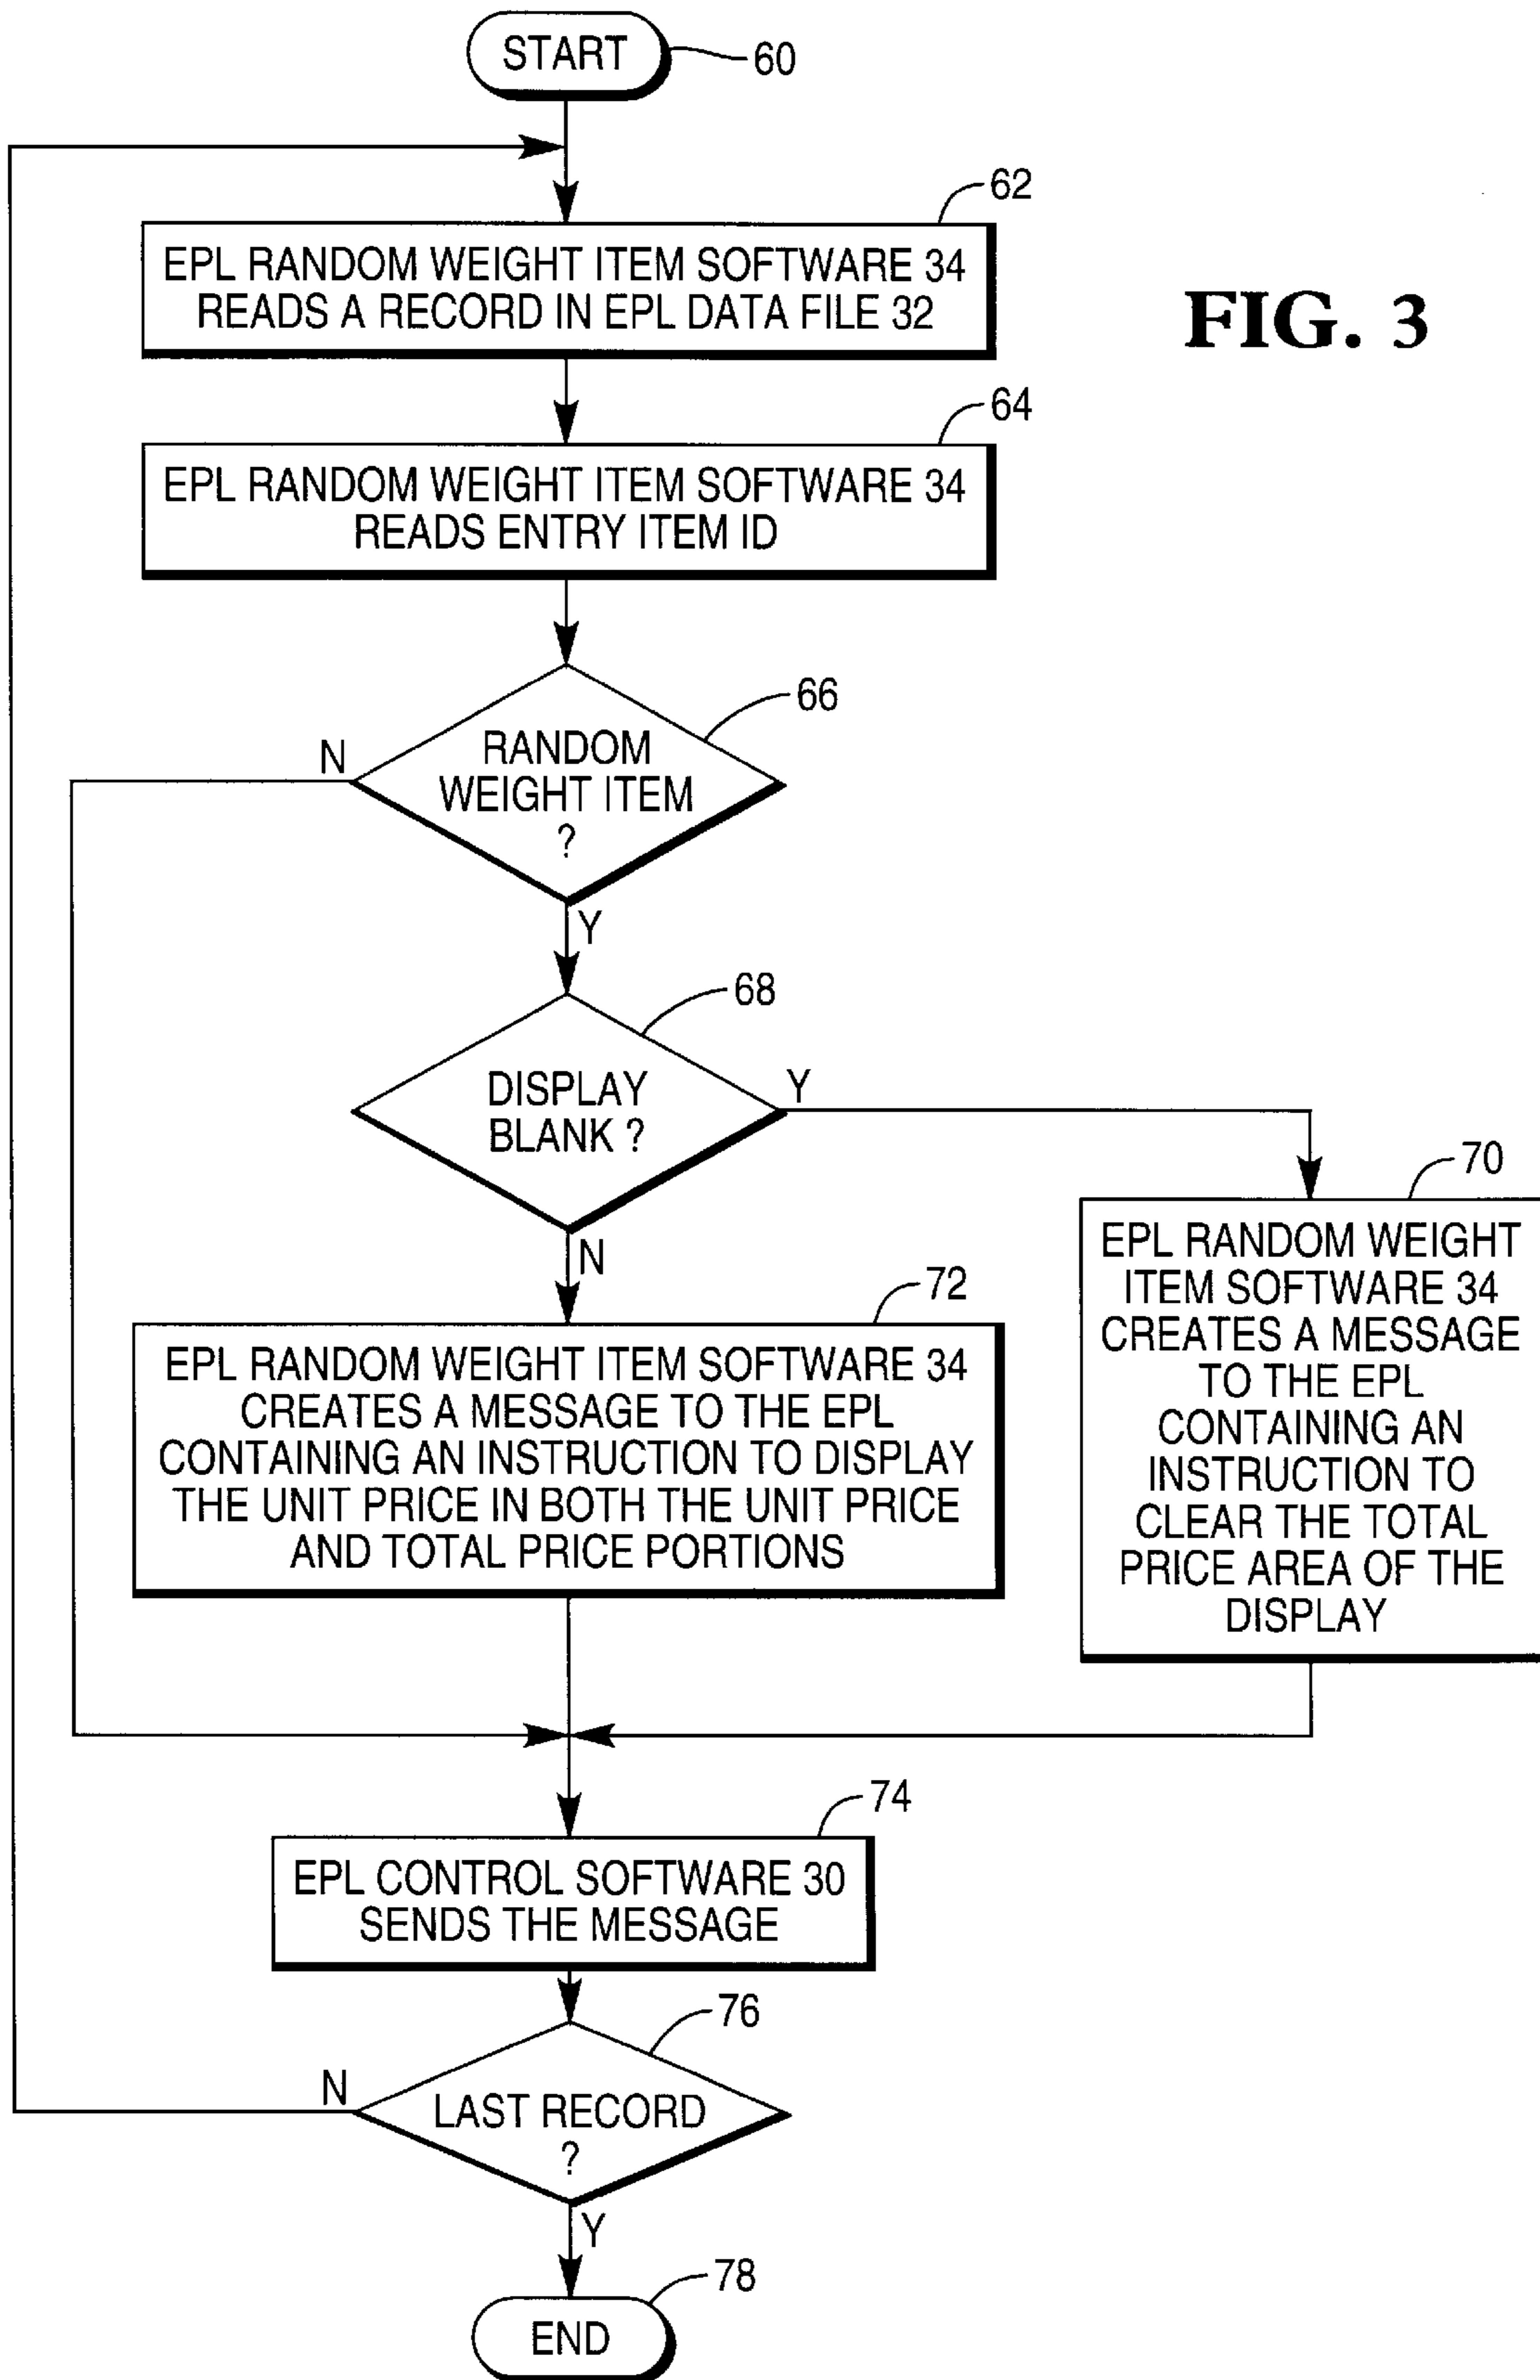 START
60
62
EPL RANDOM WEIGHT ITEM SOFTWARE 34
READS A RECORD IN EPL DATA FILE 32
FIG. 3
64
EPL RANDOM WEIGHT ITEM SOFTWARE 34
READS ENTRY ITEM ID
66
N
RANDOM
WEIGHT ITEM
?
Y
68
DISPLAY
BLANK ?
Y
N
70
EPL RANDOM WEIGHT
ITEM SOFTWARE 34
CREATES A MESSAGE
TO THE EPL
CONTAINING AN
INSTRUCTION TO
CLEAR THE TOTAL
PRICE AREA OF THE
DISPLAY
72
EPL RANDOM WEIGHT ITEM SOFTWARE 34
CREATES A MESSAGE TO THE EPL
CONTAINING AN INSTRUCTION TO DISPLAY
THE UNIT PRICE IN BOTH THE UNIT PRICE
AND TOTAL PRICE PORTIONS
74
EPL CONTROL SOFTWARE 30
SENDS THE MESSAGE
76
N
LAST RECORD
?
Y
78
END